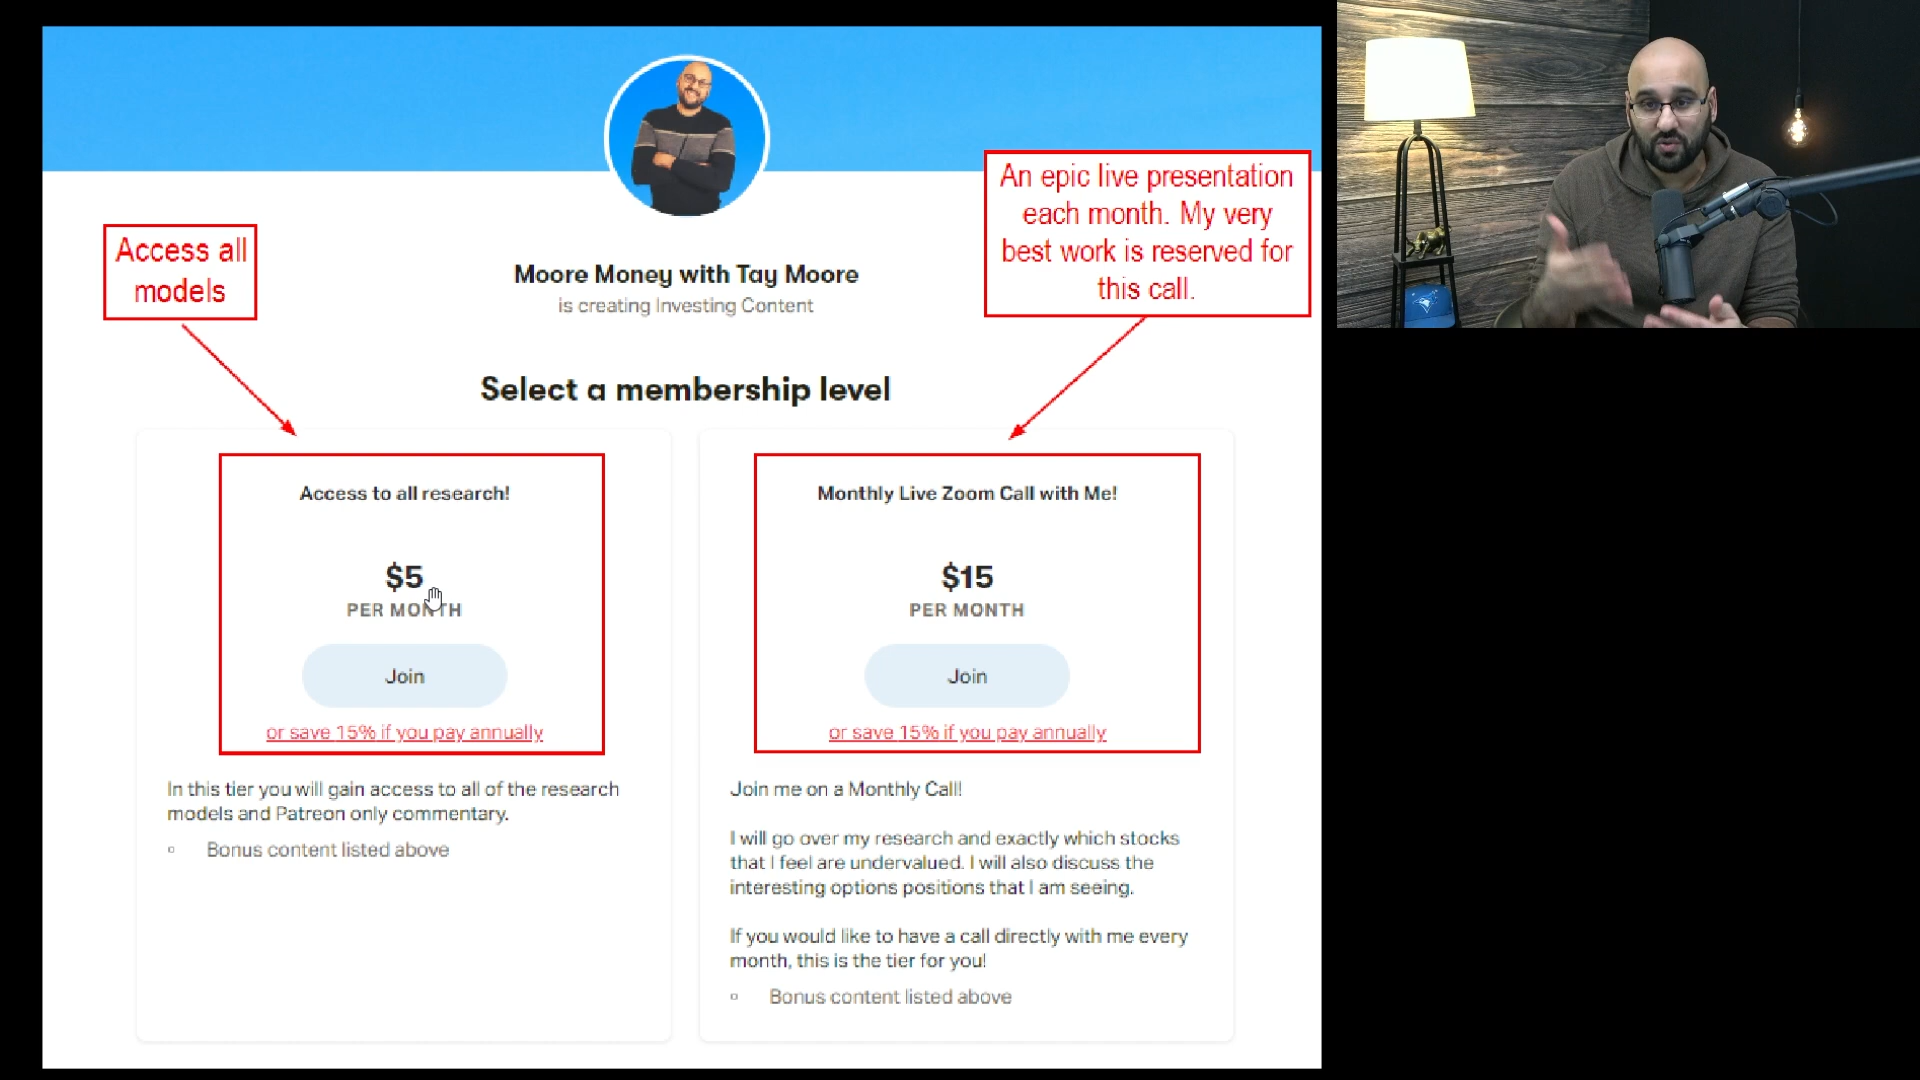 Access all
models
An epic live presentation
each month. My very
best work is reserved for
this call.
Moore Money with Tay Moore
is creating Investing Content
Select a membership level
Access to all research!
$5
PER MONTH
Join
or save 15% if you pay annually
In this tier you will gain access to all of the research
models and Patreon only commentary.
Bonus content listed above
Monthly Live Zoom Call with Me!
$15
PER MONTH
Join
or save 15% if you pay annually
Join me on a Monthly Call!
I will go over my research and exactly which stocks
that I feel are undervalued. I will also discuss the
interesting options positions that I am seeing.
If you would like to have a call directly with me every
month, this is the tier for you!
Bonus content listed above